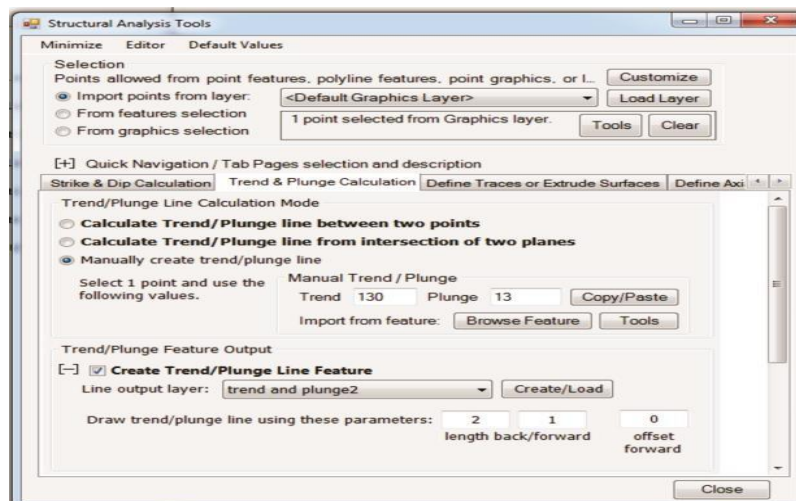 Structural Analysis Tools
Minimize Editor Default Values
Selection
Points allowed from point features, polyline features, point graphics, or l... Customize
Import points from layer: <Default Graphics Layer> Load Layer
From features selection
From graphics selection
1 point selected from Graphics layer. Tools Clear
[+] Quick Navigation / Tab Pages selection and description
Strike & Dip Calculation Trend & Plunge Calculation Define Traces or Extrude Surfaces Define Axi
Trend/Plunge Line Calculation Mode
Calculate Trend/Plunge line between two points
Calculate Trend/Plunge line from intersection of two planes
Manually create trend/plunge line
Select 1 point and use the
following values.
Manual Trend / Plunge
Trend 130 Plunge 13 Copy/Paste
Import from feature: Browse Feature Tools
Trend/Plunge Feature Output
[—] Create Trend/Plunge Line Feature
Line output layer: trend and plunge2 Create/Load
Draw trend/plunge line using these parameters: 2 1 0
length back/forward offset
forward
Close